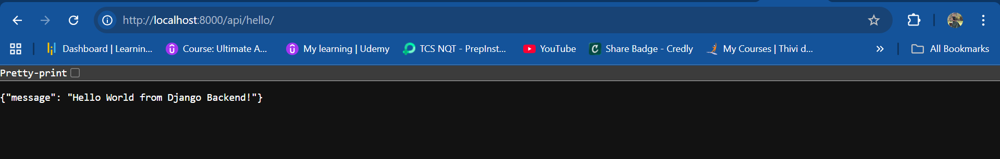 http://localhost:8000/api/hello/
Dashboard | Learnin... Course: Ultimate A... My learning | Udemy TCS NQT - PrepInst... YouTube Share Badge - Credly My Courses | Thivi d... » All Bookmarks
Pretty-print
{"message": "Hello World from Django Backend!"}